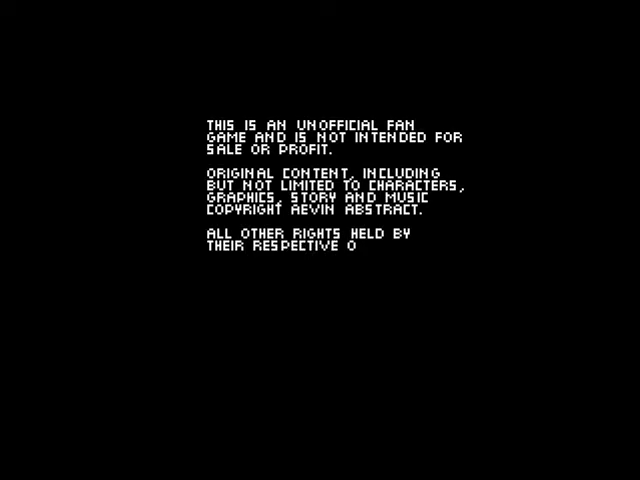 THIS IS AN UNOFFICIAL FAN
GAME AND IS NOT INTENDED FOR
SALE OR PROFIT.
ORIGINAL CONTENT, INCLUDING
BUT NOT LIMITED TO CHARACTERS,
GRAPHICS, STORY AND MUSIC
COPYRIGHT AEVIN ABSTRACT.
ALL OTHER RIGHTS HELD BY
THEIR RESPECTIVE O